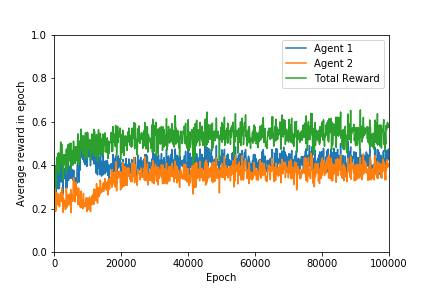 Agent 1
Agent 2
Total Reward
1.0
0.8
0.6
0.4
0.2
0.0
Average reward in epoch
0 20000 40000 60000 80000 100000
Epoch